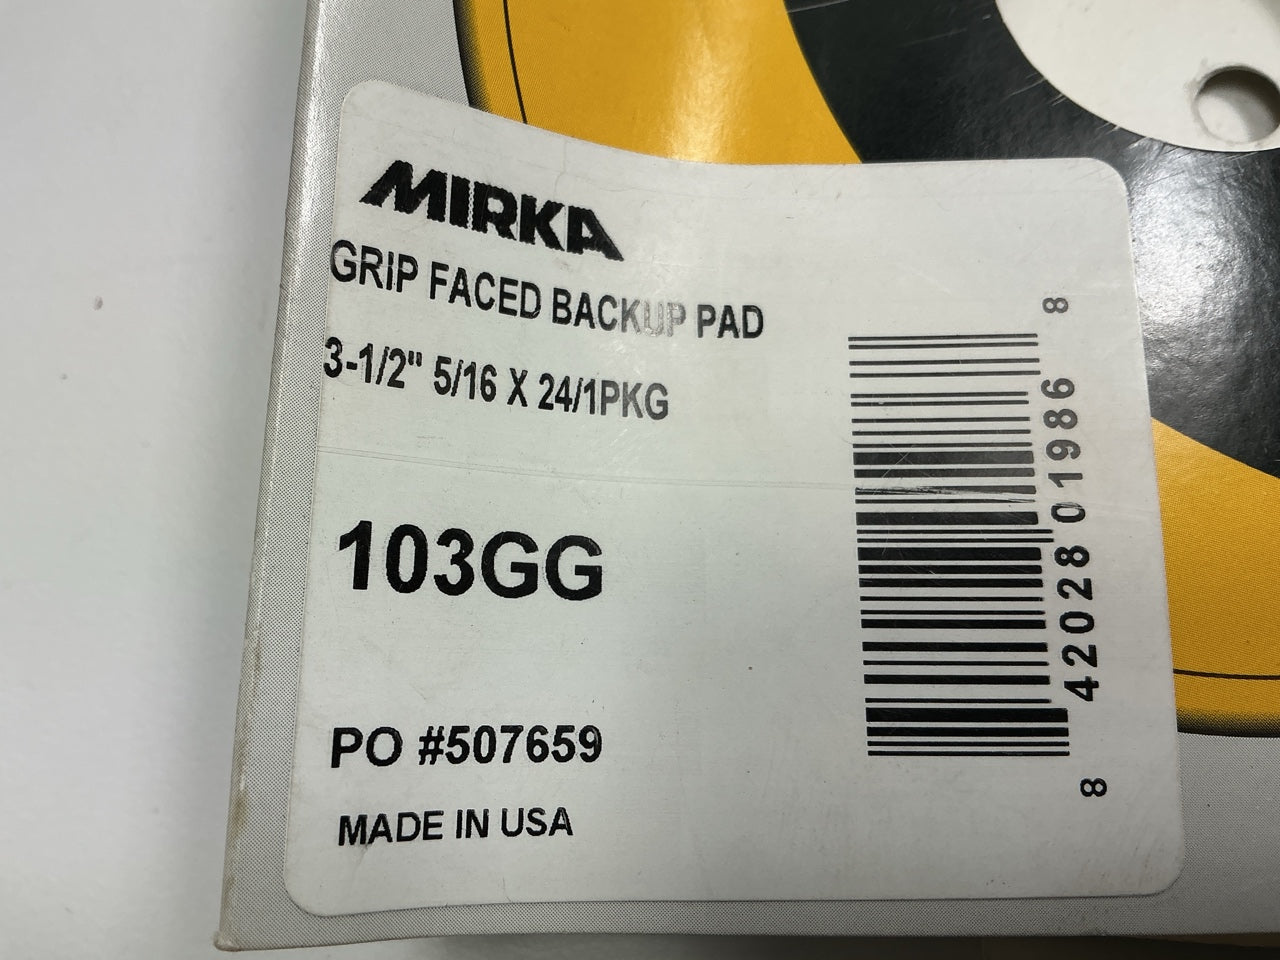 MIRKA
GRIP FACED BACKUP PAD
3-1/2" 5/16 X 24/1PKG
103GG
PO #507659
MADE IN USA
8 42028 01986 8